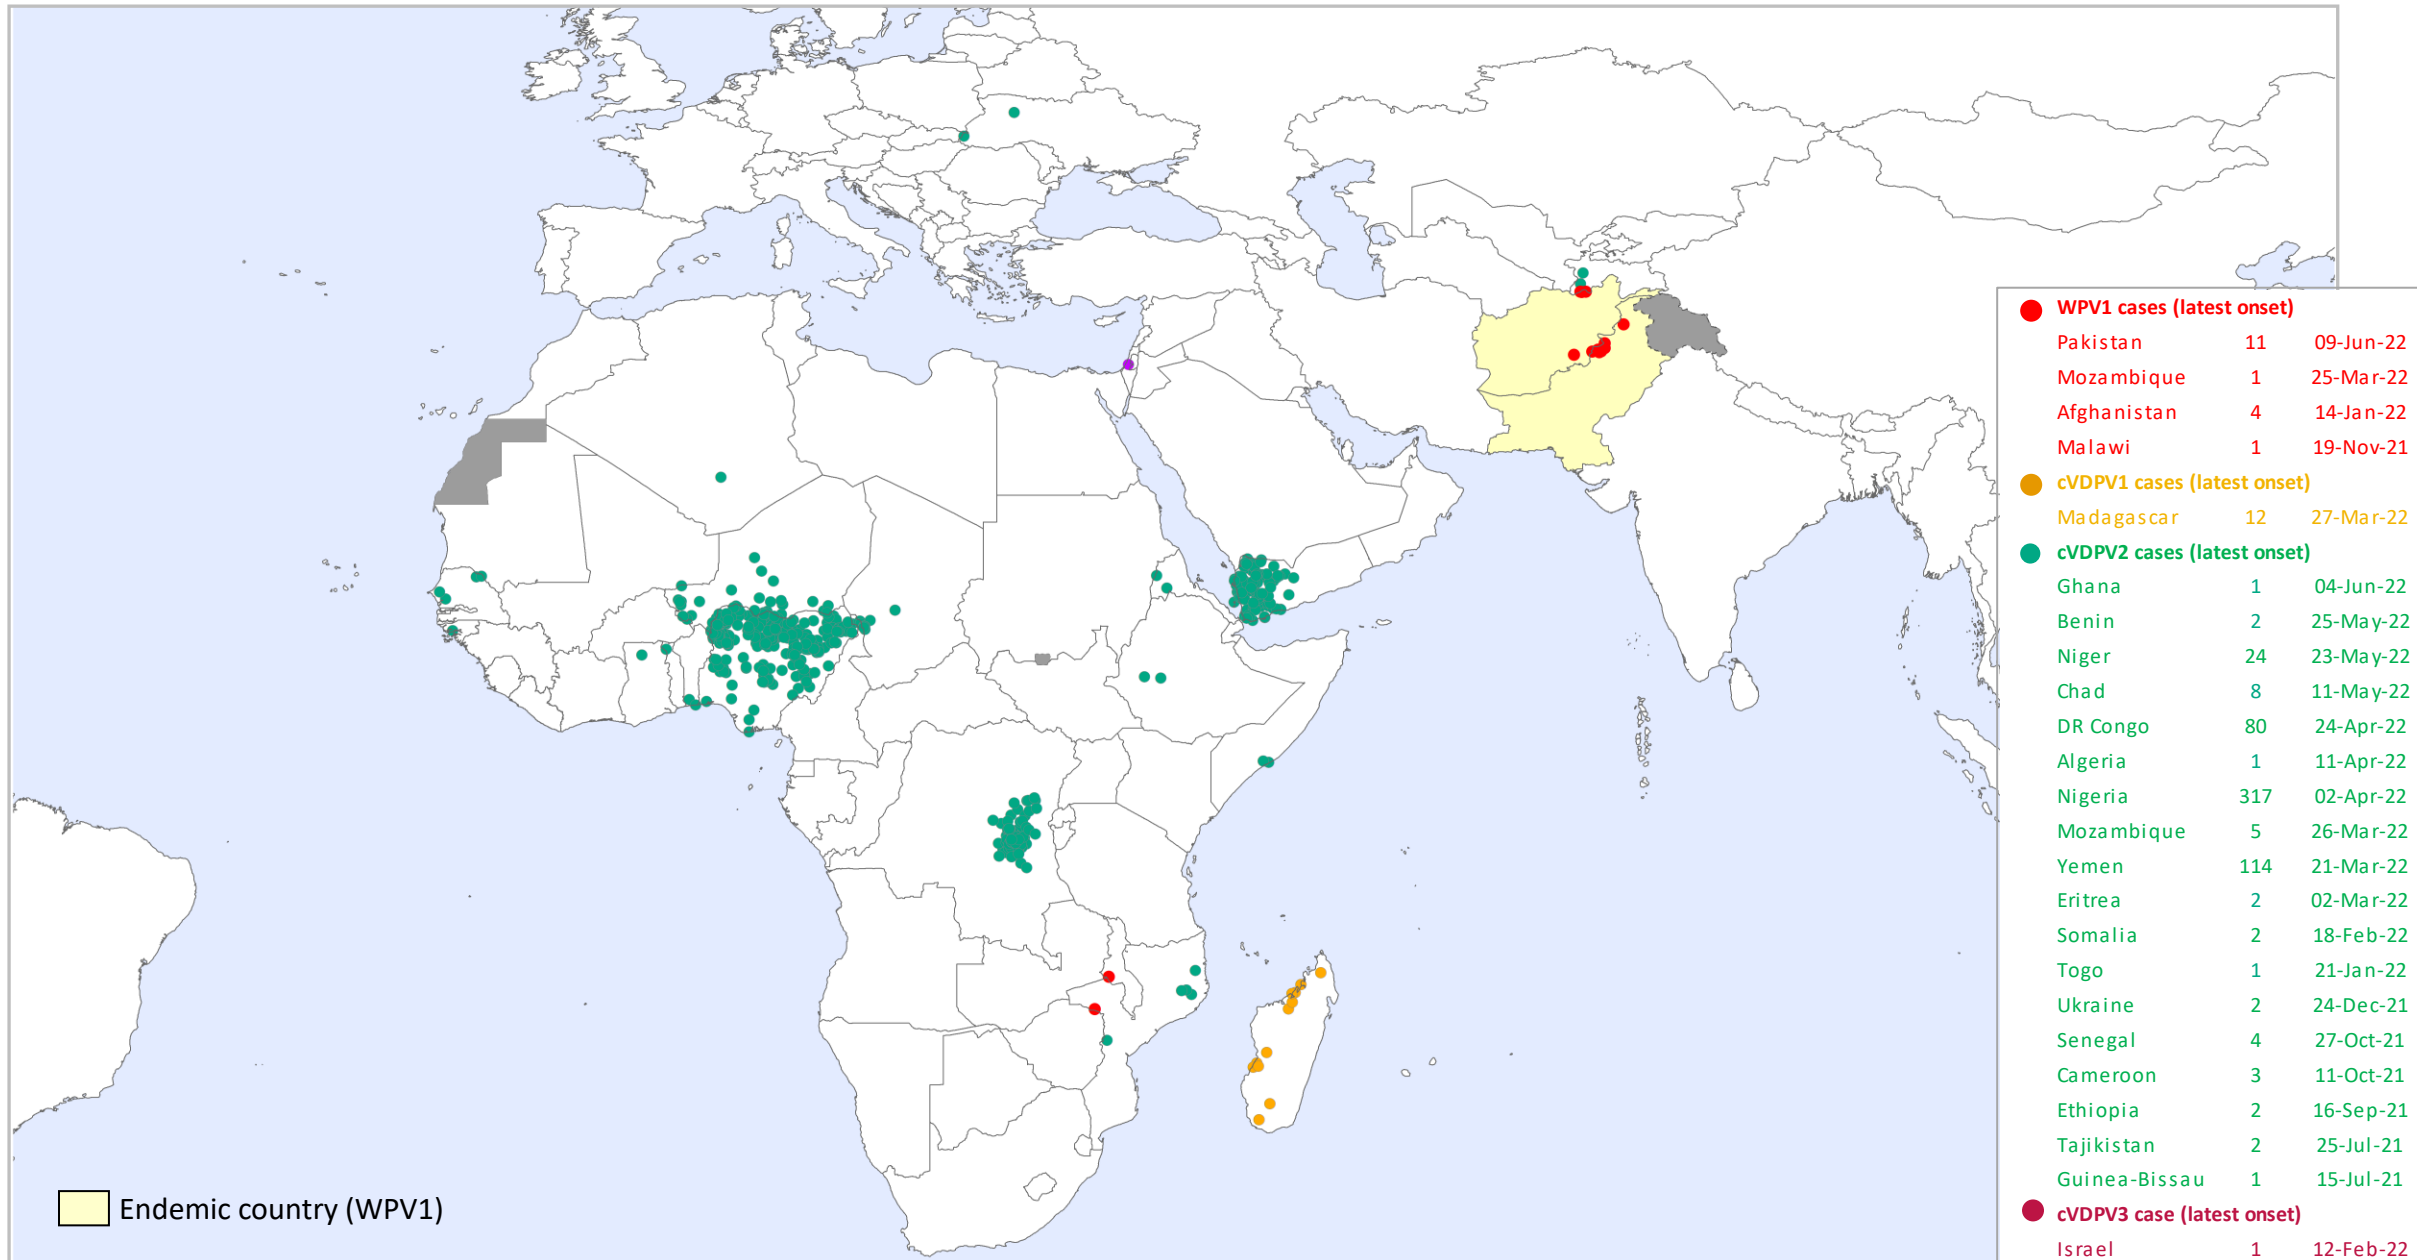 WPV1 cases (latest onset)
Pakistan 11 09-Jun-22
Mozambique 1 25-Mar-22
Afghanistan 4 14-Jan-22
Malawi 1 19-Nov-21
cVDPV1 cases (latest onset)
Madagascar 12 27-Mar-22
cVDPV2 cases (latest onset)
Ghana 1 04-Jun-22
Benin 2 25-May-22
Niger 24 23-May-22
Chad 8 11-May-22
DR Congo 80 24-Apr-22
Algeria 1 11-Apr-22
Nigeria 317 02-Apr-22
Mozambique 5 26-Mar-22
Yemen 114 21-Mar-22
Eritrea 2 02-Mar-22
Somalia 2 18-Feb-22
Togo 1 21-Jan-22
Ukraine 2 24-Dec-21
Senegal 4 27-Oct-21
Cameroon 3 11-Oct-21
Ethiopia 2 16-Sep-21
Tajikistan 2 25-Jul-21
Guinea-Bissau 1 15-Jul-21
cVDPV3 case (latest onset)
Israel 1 12-Feb-22
Endemic country (WPV1)